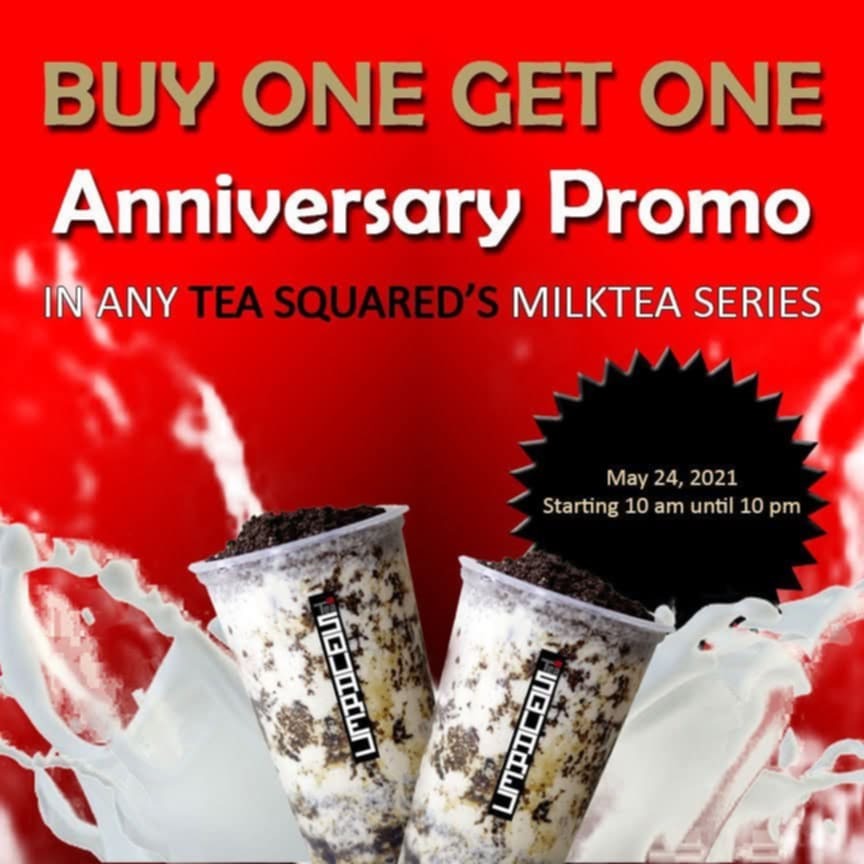 BUY ONE GET ONE
Anniversary Promo
IN ANY TEA SQUARED'S MILKTEA SERIES
May 24, 2021
Starting 10 am until 10 pm